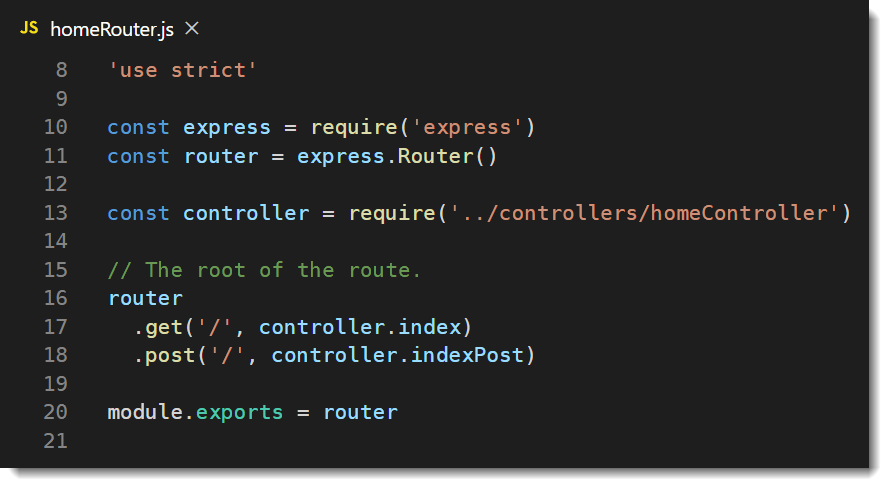 JS homeRouter.js ×
8 'use strict'
9
10 const express = require('express')
11 const router = express.Router()
12
13 const controller = require('../controllers/homeController')
14
15 // The root of the route.
16 router
17   .get('/', controller.index)
18   .post('/', controller.indexPost)
19
20 module.exports = router
21